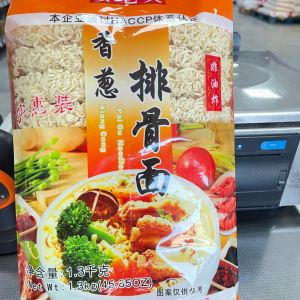 本企业通过HACCP体系认证
香葱
Xiang Cong
排骨面
Pai Gu Noodle
非油炸
惠装
净含量:1.3千克
Net Wt: 1.3kg(45.85OZ)
图案仅供参考